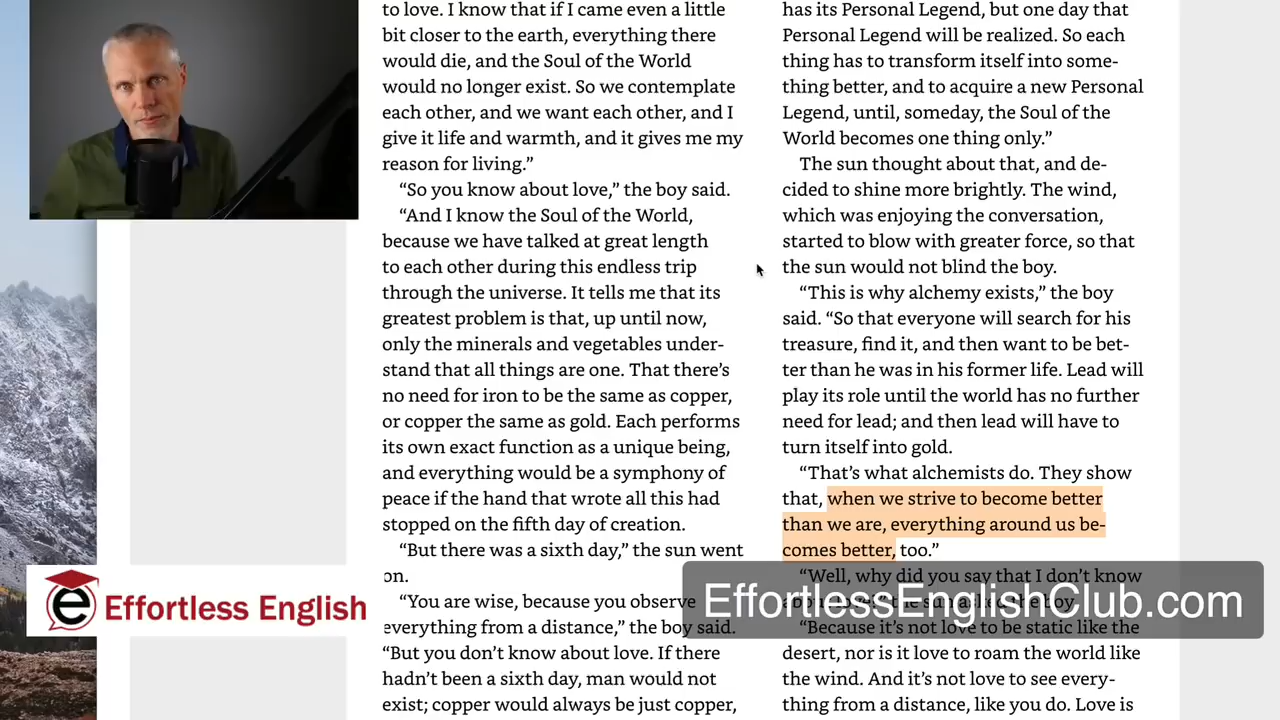 to love. I know that if I came even a little
bit closer to the earth, everything there
would die, and the Soul of the World
would no longer exist. So we contemplate
each other, and we want each other, and I
give it life and warmth, and it gives me my
reason for living.”
“So you know about love,” the boy said.
“And I know the Soul of the World,
because we have talked at great length
to each other during this endless trip
through the universe. It tells me that its
greatest problem is that, up until now,
only the minerals and vegetables under-
stand that all things are one. That there’s
no need for iron to be the same as copper,
or copper the same as gold. Each performs
its own exact function as a unique being,
and everything would be a symphony of
peace if the hand that wrote all this had
stopped on the fifth day of creation.
“But there was a sixth day,” the sun went
on.
“You are wise, because you observe
everything from a distance,” the boy said.
“But you don’t know about love. If there
hadn’t been a sixth day, man would not
exist; copper would always be just copper,
has its Personal Legend, but one day that
Personal Legend will be realized. So each
thing has to transform itself into some-
thing better, and to acquire a new Personal
Legend, until, someday, the Soul of the
World becomes one thing only.”
The sun thought about that, and de-
cided to shine more brightly. The wind,
which was enjoying the conversation,
started to blow with greater force, so that
the sun would not blind the boy.
“This is why alchemy exists,” the boy
said. “So that everyone will search for his
treasure, find it, and then want to be bet-
ter than he was in his former life. Lead will
play its role until the world has no further
need for lead; and then lead will have to
turn itself into gold.
“That’s what alchemists do. They show
that, when we strive to become better
than we are, everything around us be-
comes better, too.”
“Well, why did you say that I don’t know
about love?” the sun asked the boy.
“Because it’s not love to be static like the
desert, nor is it love to roam the world like
the wind. And it’s not love to see every-
thing from a distance, like you do. Love is
Effortless English
EffortlessEnglishClub.com